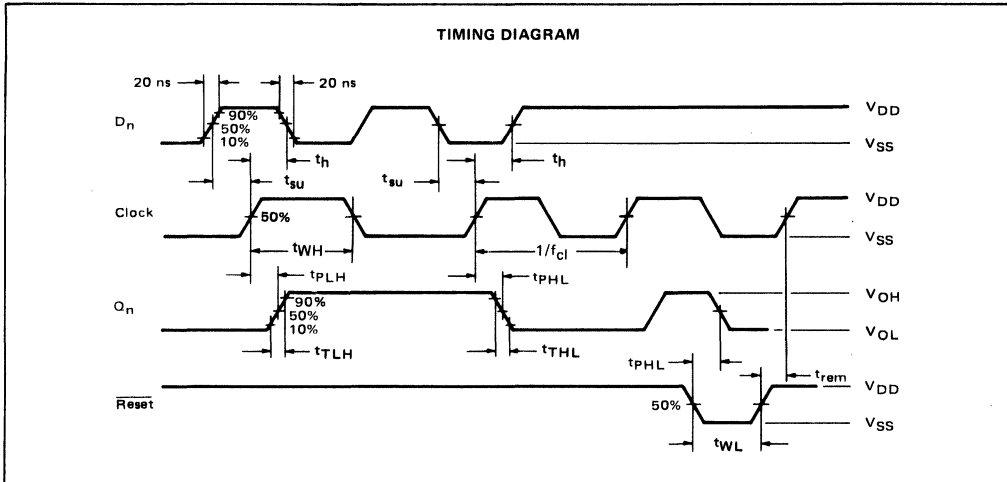 TIMING DIAGRAM
20 ns
20 ns
Dn
90%
50%
10%
VDD
VSS
th
tsu
tsu
th
Clock
50%
VDD
VSS
tWH
1/fcl
tPLH
tPHL
Qn
90%
50%
10%
VOH
VOL
tTLH
tTHL
tPHL
trem
Reset
50%
VDD
VSS
tWL